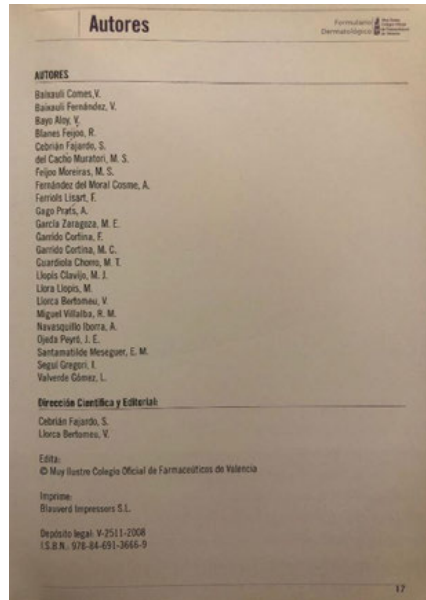 Autores
Formulario
Dermatológico
AUTORES
Baixauli Comes,V.
Baixauli Fernández, V.
Bayo Aloy, V.
Blanes Feijoo, R.
Cebrián Fajardo, S.
del Cacho Muratori, M. S.
Feijoo Moreiras, M. S.
Fernández del Moral Cosme, A.
Ferriols Lisart, F.
Gago Prats, A.
García Zaragoza, M. E.
Garrido Cortina, F.
Garrido Cortina, M. C.
Guardiola Chorro, M. T.
Llopis Clavijo, M. J.
Llora Llopis, M.
Llorca Bertomeu, V.
Miguel Villalba, R. M.
Navasquillo Iborra, A.
Ojeda Peyró, J. E.
Santamatilde Meseguer, E. M.
Seguí Gregori, I.
Valverde Gómez, L.
Dirección Científica y Editorial:
Cebrián Fajardo, S.
Llorca Bertomeu, V.
Edita:
© Muy Ilustre Colegio Oficial de Farmacéuticos de Valencia
Imprime:
Blauverd Impressors S.L.
Depósito legal: V-2511-2008
I.S.B.N.: 978-84-691-3666-9
17